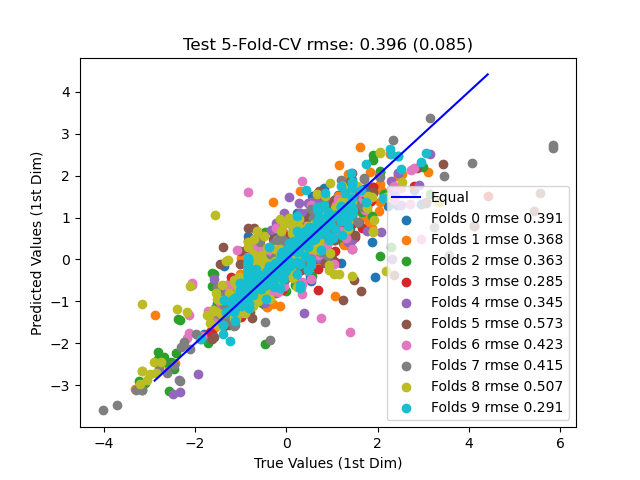 Test 5-Fold-CV rmse: 0.396 (0.085)
Predicted Values (1st Dim)
4
3
2
1
0
−1
−2
−3
Equal
Folds 0 rmse 0.391
Folds 1 rmse 0.368
Folds 2 rmse 0.363
Folds 3 rmse 0.285
Folds 4 rmse 0.345
Folds 5 rmse 0.573
Folds 6 rmse 0.423
Folds 7 rmse 0.415
Folds 8 rmse 0.507
Folds 9 rmse 0.291
−4 −2 0 2 4 6
True Values (1st Dim)